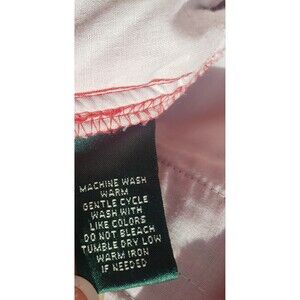 MACHINE WASH
WARM
GENTLE CYCLE
WASH WITH
LIKE COLORS
DO NOT BLEACH
TUMBLE DRY LOW
WARM IRON
IF NEEDED